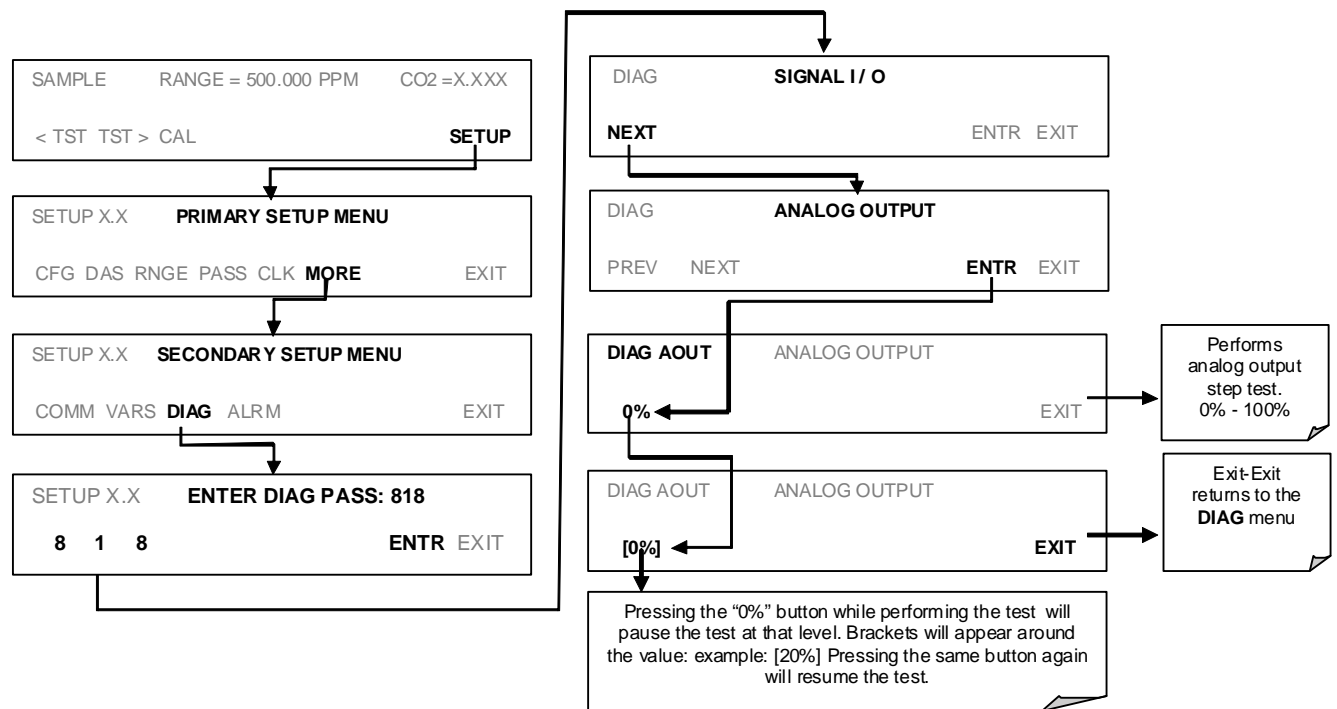 SAMPLE RANGE = 500.000 PPM CO2 =X.XXX
< TST TST > CAL SETUP
SETUP X.X PRIMARY SETUP MENU
CFG DAS RNGE PASS CLK MORE EXIT
SETUP X.X SECONDARY SETUP MENU
COMM VARS DIAG ALRM EXIT
SETUP X.X ENTER DIAG PASS: 818
8 1 8 ENTR EXIT
DIAG SIGNAL I / O
NEXT ENTR EXIT
DIAG ANALOG OUTPUT
PREV NEXT ENTR EXIT
DIAG AOUT ANALOG OUTPUT
0% EXIT
Performs
analog output
step test.
0% - 100%
DIAG AOUT ANALOG OUTPUT
[0%] EXIT
Exit-Exit
returns to the
DIAG menu
Pressing the “0%” button while performing the test will
pause the test at that level. Brackets will appear around
the value: example: [20%] Pressing the same button again
will resume the test.